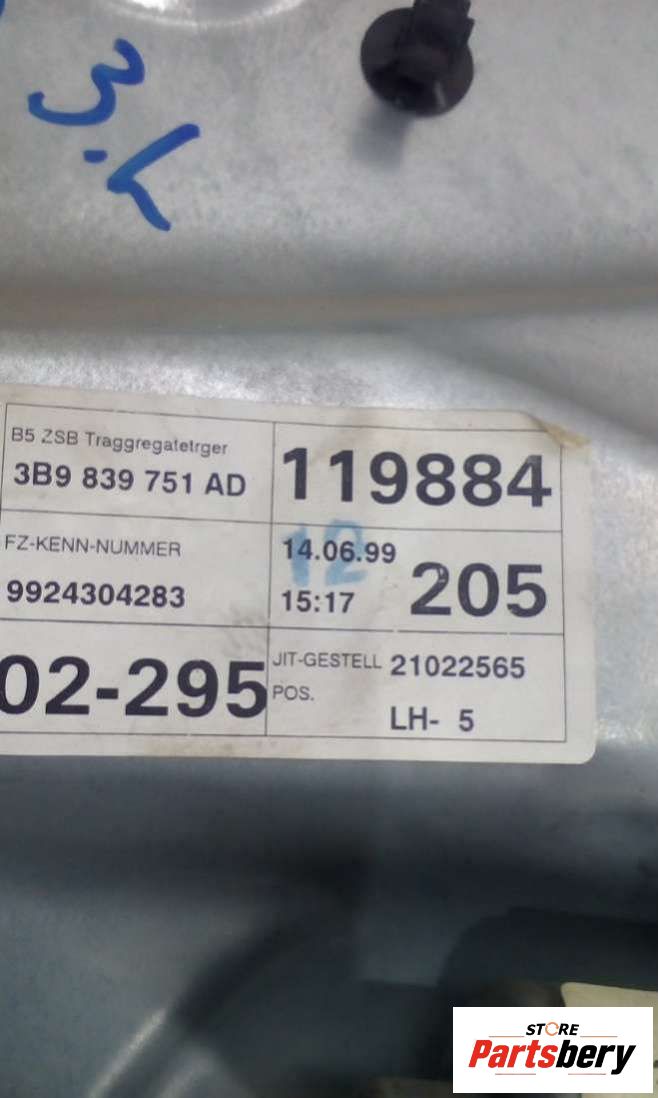 3.L
B5 ZSB Traggregatetrger
3B9 839 751 AD
119884
FZ-KENN-NUMMER
9924304283
14.06.99
15:17
205
12
02-295
JIT-GESTELL 21022565
POS.
LH- 5
STORE
Partsbery